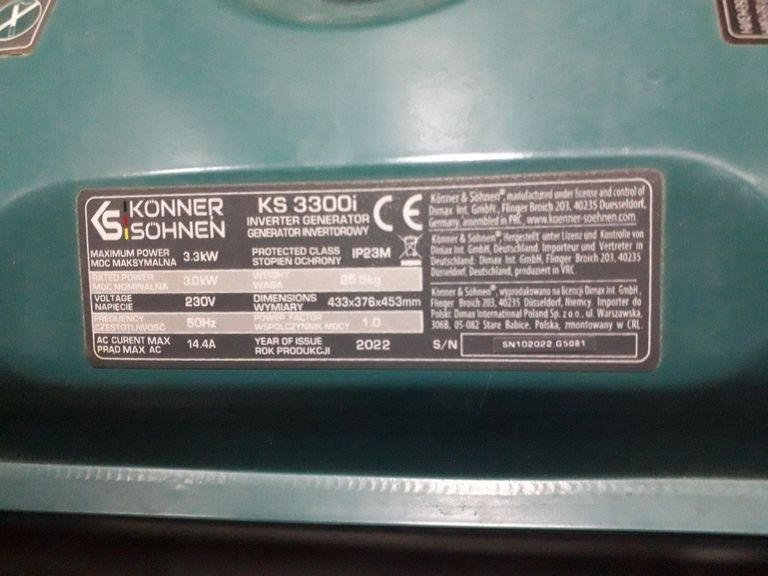 KÖNNER
SÖHNEN
KS 3300i
INVERTER GENERATOR
GENERATOR INWERTOROWY
CE
MAXIMUM POWER
MOC MAKSYMALNA
3.3kW
PROTECTED CLASS
STOPIEŃ OCHRONY
IP23M
RATED POWER
MOC NOMINALNA
3.0kW
WEIGHT
WAGA
25.5kg
VOLTAGE
NAPIĘCIE
230V
DIMENSIONS
WYMIARY
433x376x453mm
FREQUENCY
CZĘSTOTLIWOŚĆ
50Hz
POWER FACTOR
WSPÓŁCZYNNIK MOCY
1.0
AC CURENT MAX
PRĄD MAX AC
14.4A
YEAR OF ISSUE
ROK PRODUKCJI
2022
Könner & Söhnen®, manufactured under license and control of
Dimax Int. GmbH., Flinger Broich 203, 40235 Duesseldorf,
Germany, assembled in PRC, www.koenner-soehnen.com
Könner & Söhnen®, Hergestellt unter Lizenz und Kontrolle von
Dimax Int. GmbH, Deutschland. Importeur und Vertreter in
Deutschland: Dimax Int. GmbH, Flinger Broich 203, 40235
Düsseldorf, Deutschland, produziert in VRC.
Könner & Söhnen®, wyprodukowano na licencji Dimax Int. GmbH,
Flinger Broich 203, 40235 Düsseldorf, Niemcy. Importer do
Polski: Dimax International Poland Sp. z o.o., ul. Warszawska,
306B, 05-082 Stare Babice, Polska, zmontowany w CRL.
S/N
SN102022 G5081